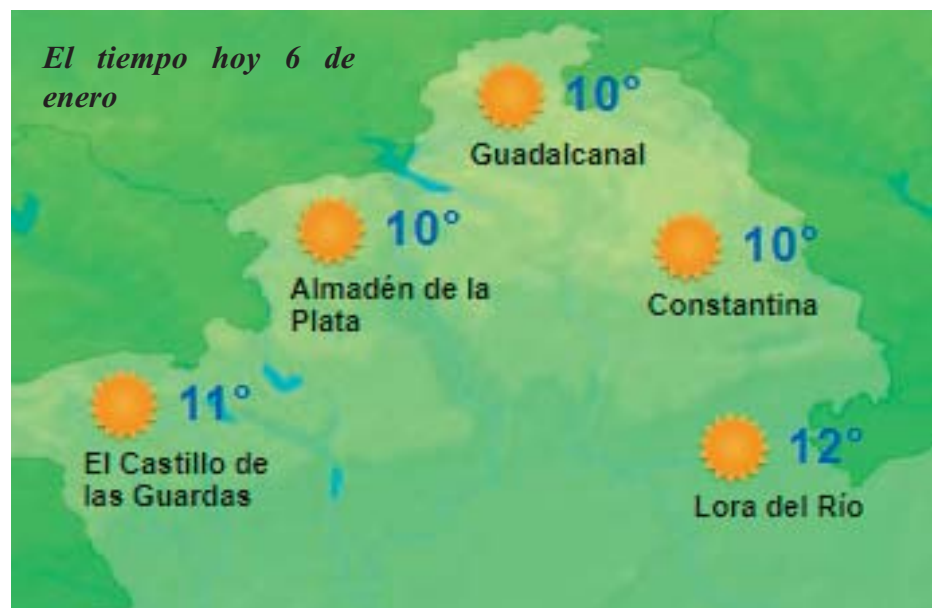 El tiempo hoy 6 de
enero
10°
Guadalcanal
10°
Almadén de la
Plata
10°
Constantina
11°
El Castillo de
las Guardas
12°
Lora del Río